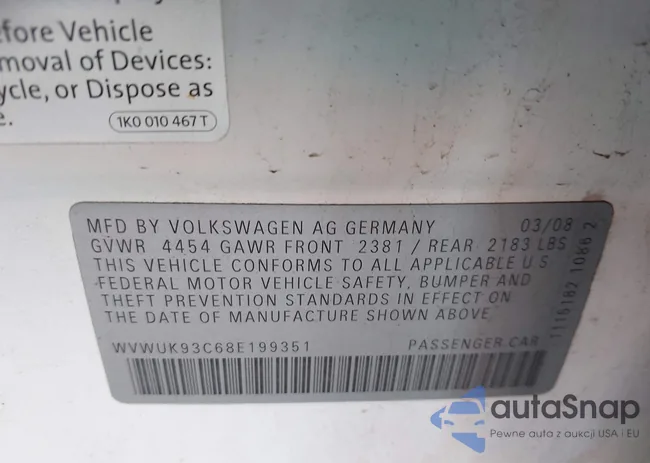 efore Vehicle
moval of Devices:
ycle, or Dispose as
e.
1K0 010 467 T
MFD BY VOLKSWAGEN AG GERMANY 03/08
GVWR 4454 GAWR FRONT 2381 / REAR 2183 LBS
THIS VEHICLE CONFORMS TO ALL APPLICABLE U.S
FEDERAL MOTOR VEHICLE SAFETY, BUMPER AND
THEFT PREVENTION STANDARDS IN EFFECT ON
THE DATE OF MANUFACTURE SHOWN ABOVE.
WVWUK93C68E199351 PASSENGER CAR
1116182 1086 2
autaSnap
Pewne auta z aukcji USA i EU